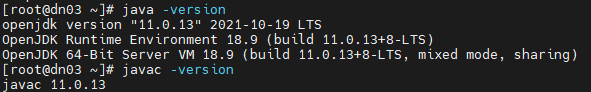 [root@dn03 ~]# java -version
openjdk version "11.0.13" 2021-10-19 LTS
OpenJDK Runtime Environment 18.9 (build 11.0.13+8-LTS)
OpenJDK 64-Bit Server VM 18.9 (build 11.0.13+8-LTS, mixed mode, sharing)
[root@dn03 ~]# javac -version
javac 11.0.13